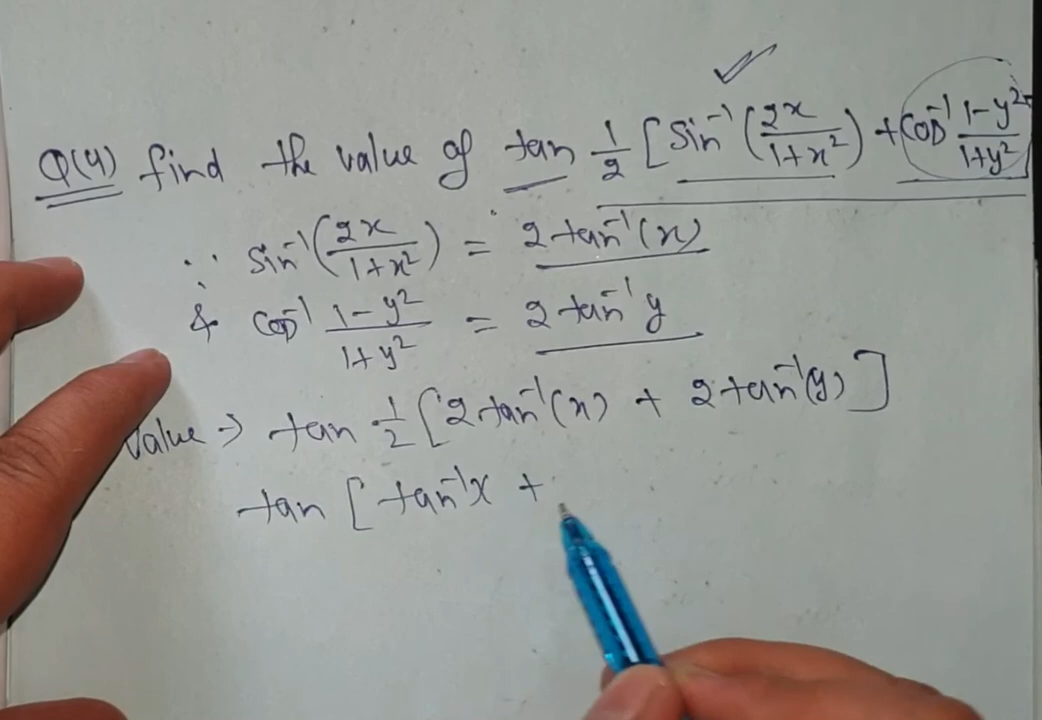 Q(4) find the value of tan 1/2 [sin⁻¹(2x/1+x²) + cos⁻¹ 1-y²/1+y²]
∵ sin⁻¹(2x/1+x²) = 2 tan⁻¹(x)
& cos⁻¹ 1-y²/1+y² = 2 tan⁻¹ y
Value → tan 1/2 [2 tan⁻¹(x) + 2 tan⁻¹(y)]
tan [tan⁻¹x +